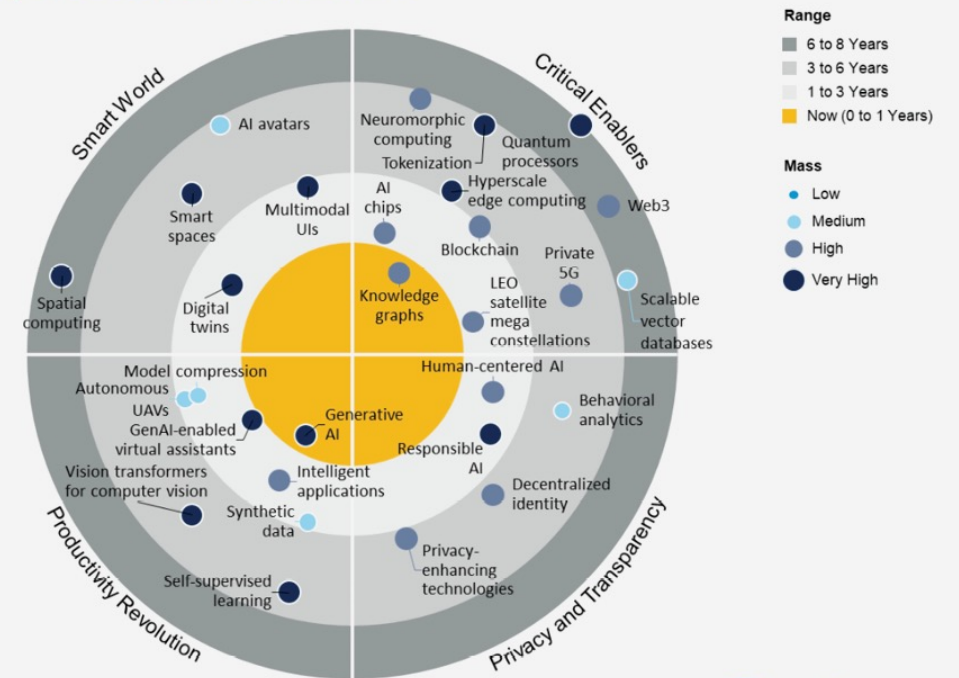 Smart World
AI avatars
Smart
spaces
Multimodal
UIs
Spatial
computing
Digital
twins
Critical Enablers
Neuromorphic
computing
Tokenization
Quantum
processors
AI
chips
Hyperscale
edge computing
Web3
Blockchain
Private
5G
Knowledge
graphs
LEO
satellite
mega
constellations
Scalable
vector
databases
Productivity Revolution
Model compression
Autonomous
UAVs
GenAI-enabled
virtual assistants
Generative
AI
Vision transformers
for computer vision
Intelligent
applications
Synthetic
data
Self-supervised
learning
Privacy and Transparency
Human-centered AI
Behavioral
analytics
Responsible
AI
Decentralized
identity
Privacy-
enhancing
technologies
Range
6 to 8 Years
3 to 6 Years
1 to 3 Years
Now (0 to 1 Years)
Mass
Low
Medium
High
Very High